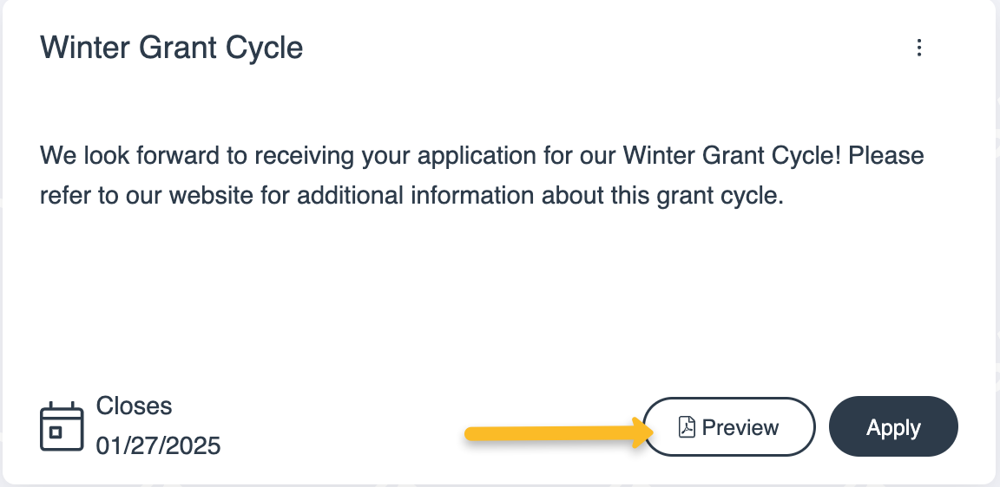 Winter Grant Cycle
We look forward to receiving your application for our Winter Grant Cycle! Please
refer to our website for additional information about this grant cycle.
Closes
01/27/2025
Preview
Apply